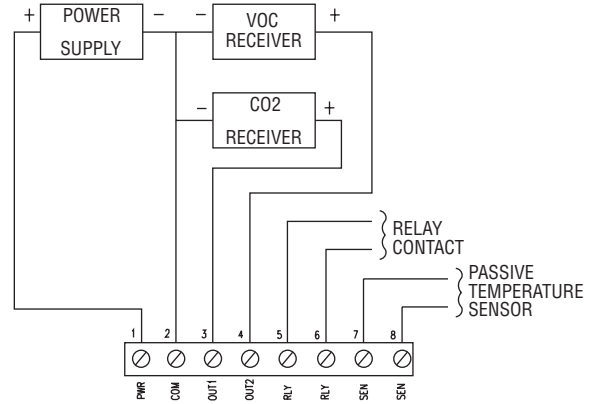 + POWER SUPPLY −
− VOC RECEIVER +
− CO2 RECEIVER +
RELAY
CONTACT
PASSIVE
TEMPERATURE
SENSOR
1 2 3 4 5 6 7 8
PWR COM OUT1 OUT2 RLY RLY SEN SEN